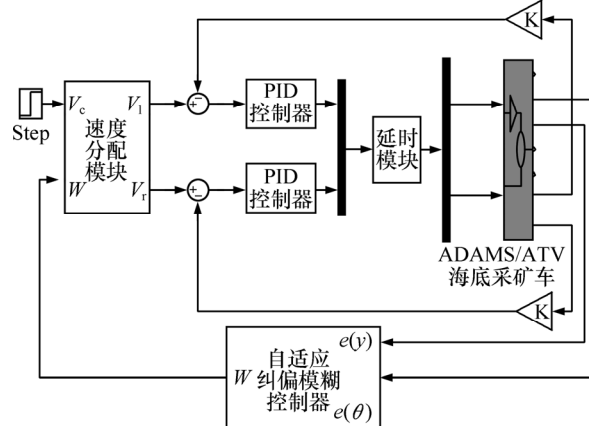 K
Step
V_c
V_l
速度
分配
模块
W
V_r
+
−
PID
控制器
+
−
PID
控制器
延时
模块
ADAMS/ATV
海底采矿车
K
e(y)
自适应
W
纠偏模糊
控制器
e(θ)